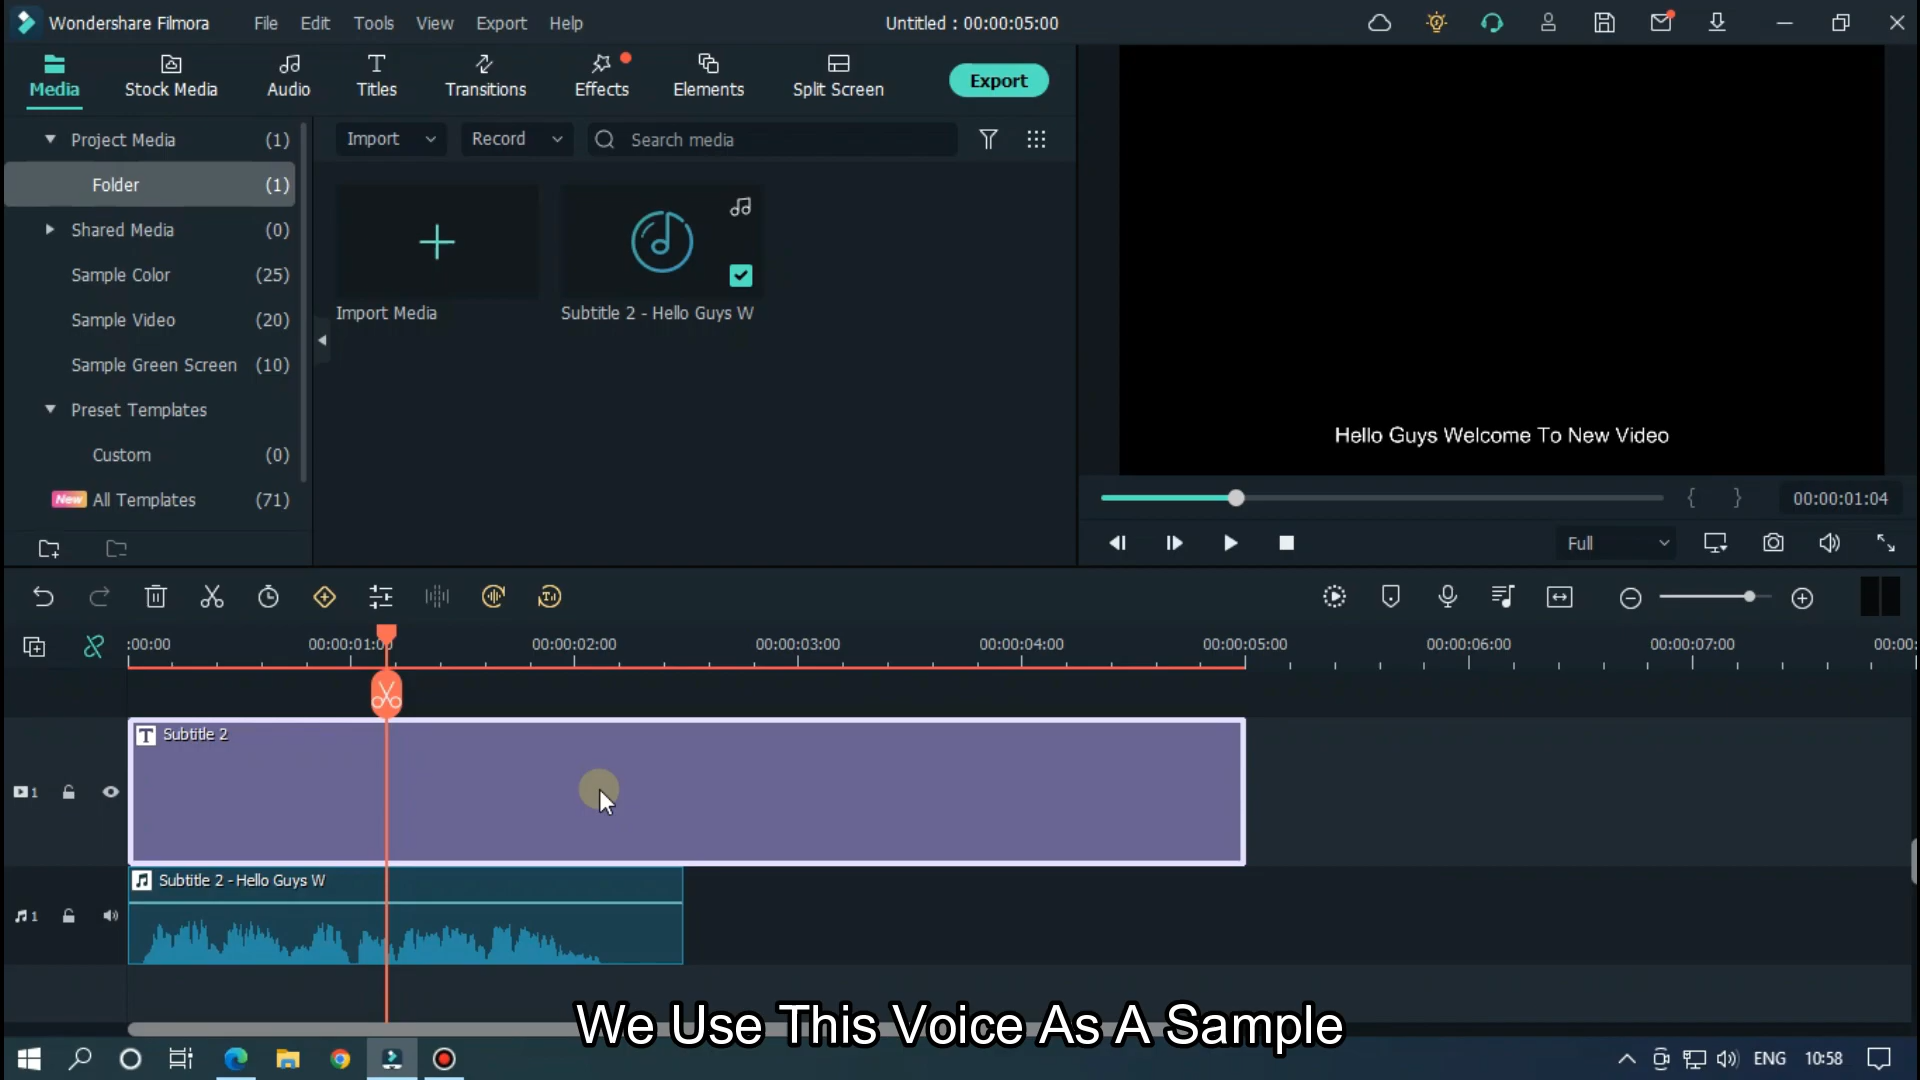 Wondershare Filmora File Edit Tools View Export Help Untitled : 00:00:05:00
Media Stock Media Audio Titles Transitions Effects Elements Split Screen Export
Project Media (1) Import Record Search media
Folder (1)
Shared Media (0)
Sample Color (25)
Sample Video (20)
Import Media Subtitle 2 - Hello Guys W
Sample Green Screen (10)
Preset Templates
Custom (0)
New All Templates (71)
Hello Guys Welcome To New Video
{ } 00:00:01:04
Full
:00:00 00:00:01:00 00:00:02:00 00:00:03:00 00:00:04:00 00:00:05:00 00:00:06:00 00:00:07:00 00:00:
T Subtitle 2
1
Subtitle 2 - Hello Guys W
1
We Use This Voice As A Sample
ENG 10:58